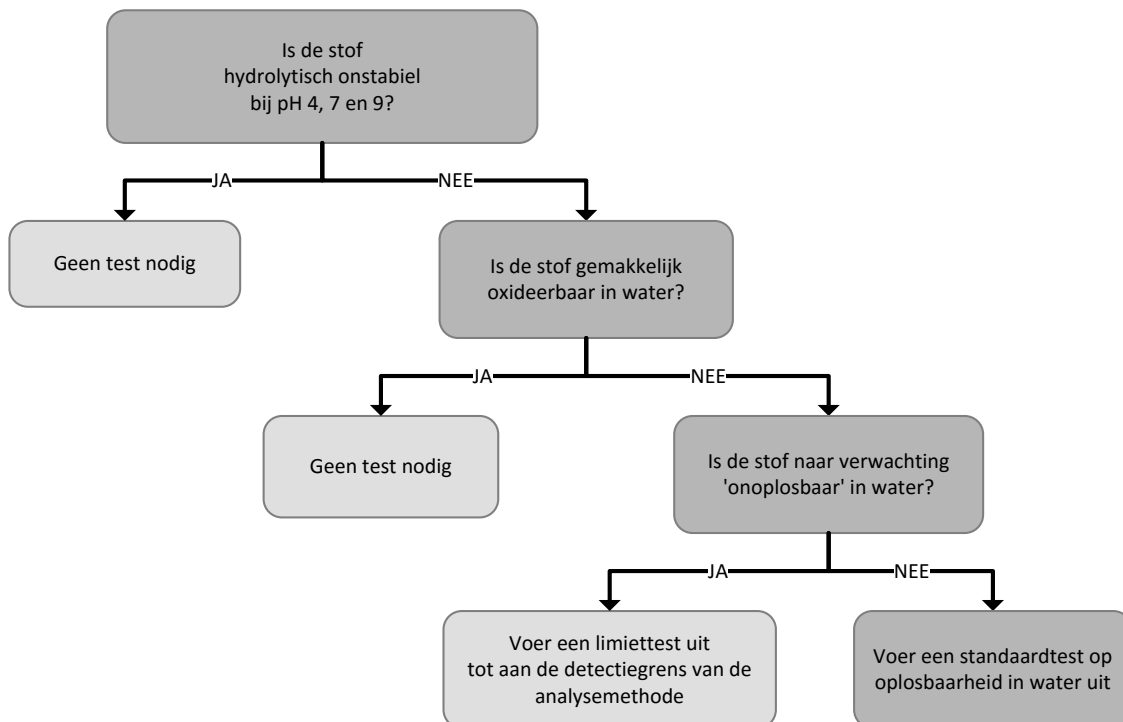 Is de stof
hydrolytisch onstabiel
bij pH 4, 7 en 9?
JA
NEE
Geen test nodig
Is de stof gemakkelijk
oxideerbaar in water?
JA
NEE
Geen test nodig
Is de stof naar verwachting
'onoplosbaar' in water?
JA
NEE
Voer een limiettest uit
tot aan de detectiegrens van de
analysemethode
Voer een standaardtest op
oplosbaarheid in water uit